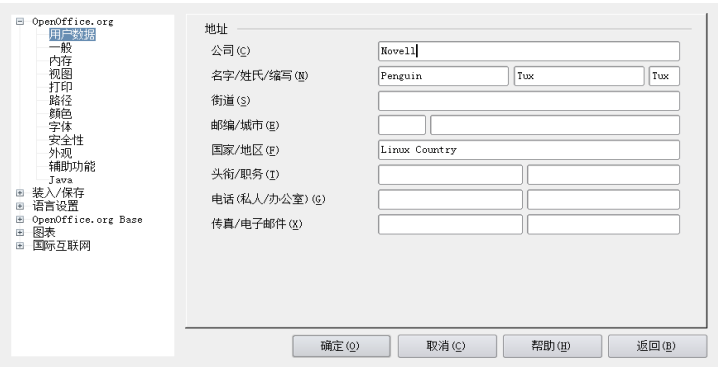 OpenOffice.org
用户数据
一般
内存
视图
打印
路径
颜色
字体
安全性
外观
辅助功能
Java
装入/保存
语言设置
OpenOffice.org Base
图表
国际互联网
地址
公司(C) Novell
名字/姓氏/缩写(N) Penguin Tux Tux
街道(S)
邮编/城市(E)
国家/地区(F) Linux Country
头衔/职务(T)
电话(私人/办公室)(G)
传真/电子邮件(X)
确定(O) 取消(C) 帮助(H) 返回(B)